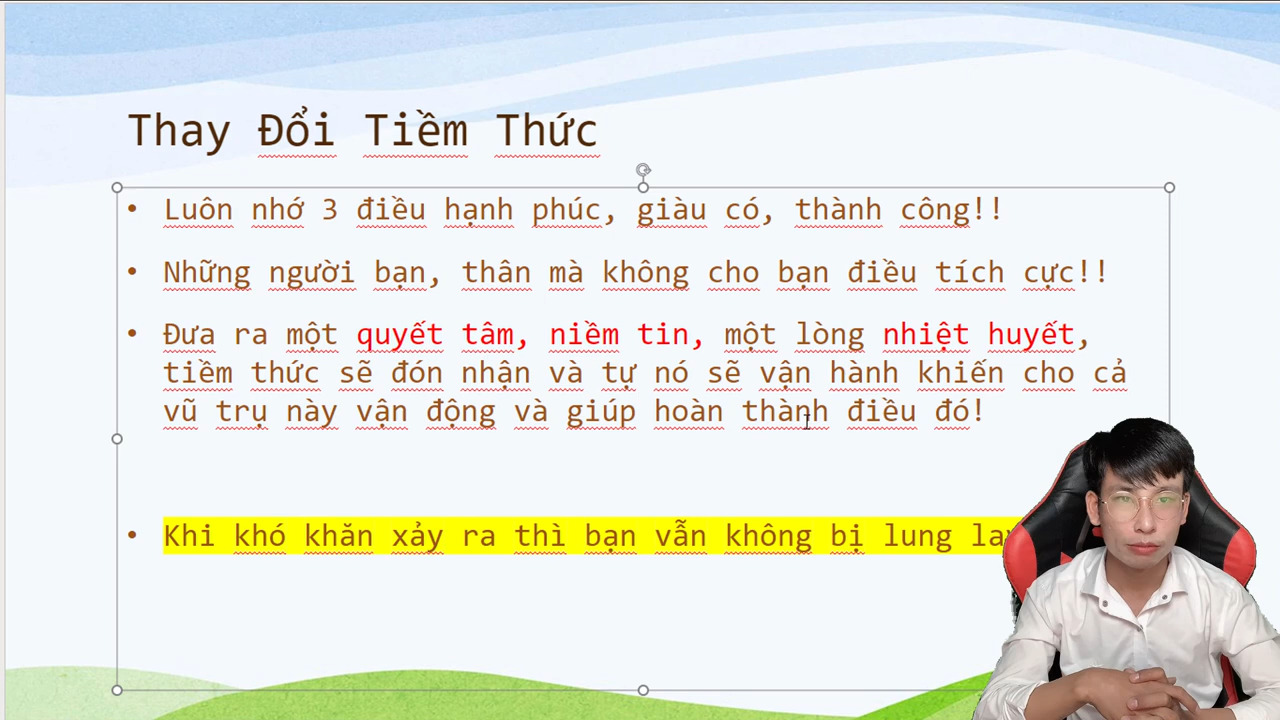 Thay Đổi Tiềm Thức
• Luôn nhớ 3 điều hạnh phúc, giàu có, thành công!!
• Những người bạn, thân mà không cho bạn điều tích cực!!
• Đưa ra một quyết tâm, niềm tin, một lòng nhiệt huyết,
tiềm thức sẽ đón nhận và tự nó sẽ vận hành khiến cho cả
vũ trụ này vận động và giúp hoàn thành điều đó!
• Khi khó khăn xảy ra thì bạn vẫn không bị lung